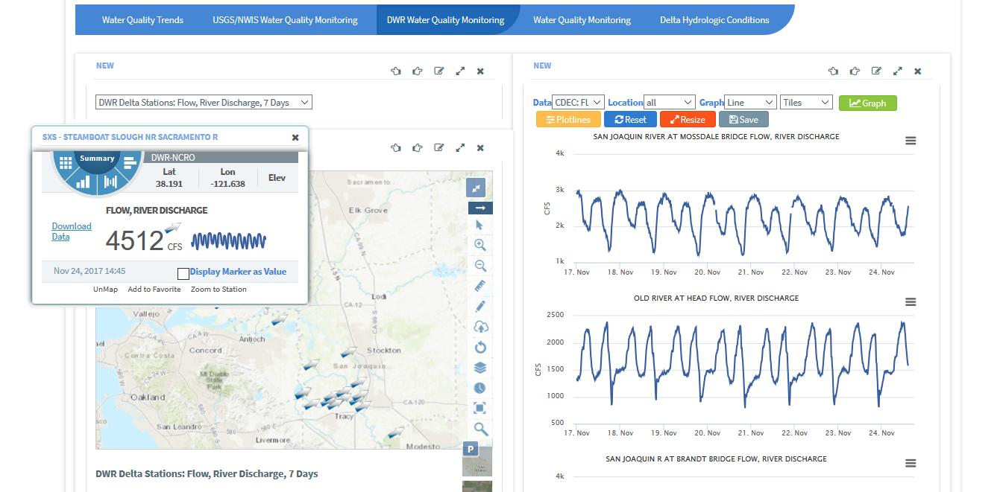 Water Quality Trends
USGS/NWIS Water Quality Monitoring
DWR Water Quality Monitoring
Water Quality Monitoring
Delta Hydrologic Conditions
NEW
DWR Delta Stations: Flow, River Discharge, 7 Days
SXS - STEAMBOAT SLOUGH NR SACRAMENTO R
Summary
DWR-NCRO
Lat
38.191
Lon
-121.638
Elev
FLOW, RIVER DISCHARGE
Download
Data
4512 CFS
Nov 24, 2017 14:45
Display Marker as Value
UnMap Add to Favorite Zoom to Station
Sacramento
Elk Grove
CA-99 N
Lodi
CA-12
CA-99 S
Vallejo
Antioch
Concord
Contra Costa
Stockton
San Joaquin
Mt Diablo
State
Park
Oakland
CA-120
Tracy
San Leandro
580
Livermore
Modesto
P
DWR Delta Stations: Flow, River Discharge, 7 Days
NEW
Data CDEC: FL Location all Graph Line Tiles Graph
Plotlines Reset Resize Save
SAN JOAQUIN RIVER AT MOSSDALE BRIDGE FLOW, RIVER DISCHARGE
4k
3k
2k
1k
CFS
17. Nov 18. Nov 19. Nov 20. Nov 21. Nov 22. Nov 23. Nov 24. Nov
OLD RIVER AT HEAD FLOW, RIVER DISCHARGE
2500
2000
1500
1000
500
CFS
17. Nov 18. Nov 19. Nov 20. Nov 21. Nov 22. Nov 23. Nov 24. Nov
SAN JOAQUIN R AT BRANDT BRIDGE FLOW, RIVER DISCHARGE
4k